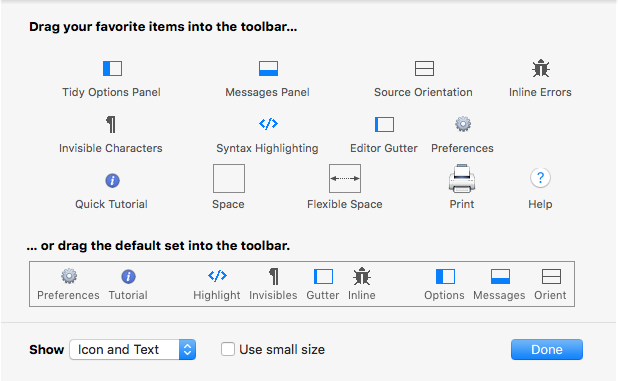 Drag your favorite items into the toolbar...
Tidy Options Panel Messages Panel Source Orientation Inline Errors
Invisible Characters Syntax Highlighting Editor Gutter Preferences
Quick Tutorial Space Flexible Space Print Help
... or drag the default set into the toolbar.
Preferences Tutorial Highlight Invisibles Gutter Inline Options Messages Orient
Show Icon and Text Use small size Done